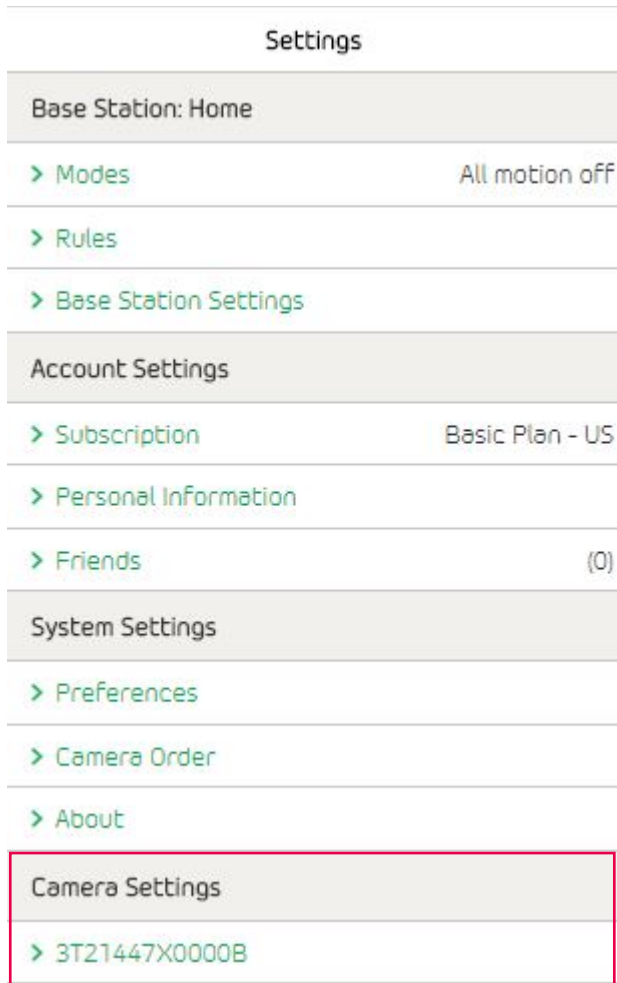 Settings
Base Station: Home
> Modes All motion off
> Rules
> Base Station Settings
Account Settings
> Subscription Basic Plan - US
> Personal Information
> Friends (0)
System Settings
> Preferences
> Camera Order
> About
Camera Settings
> 3T21447X0000B